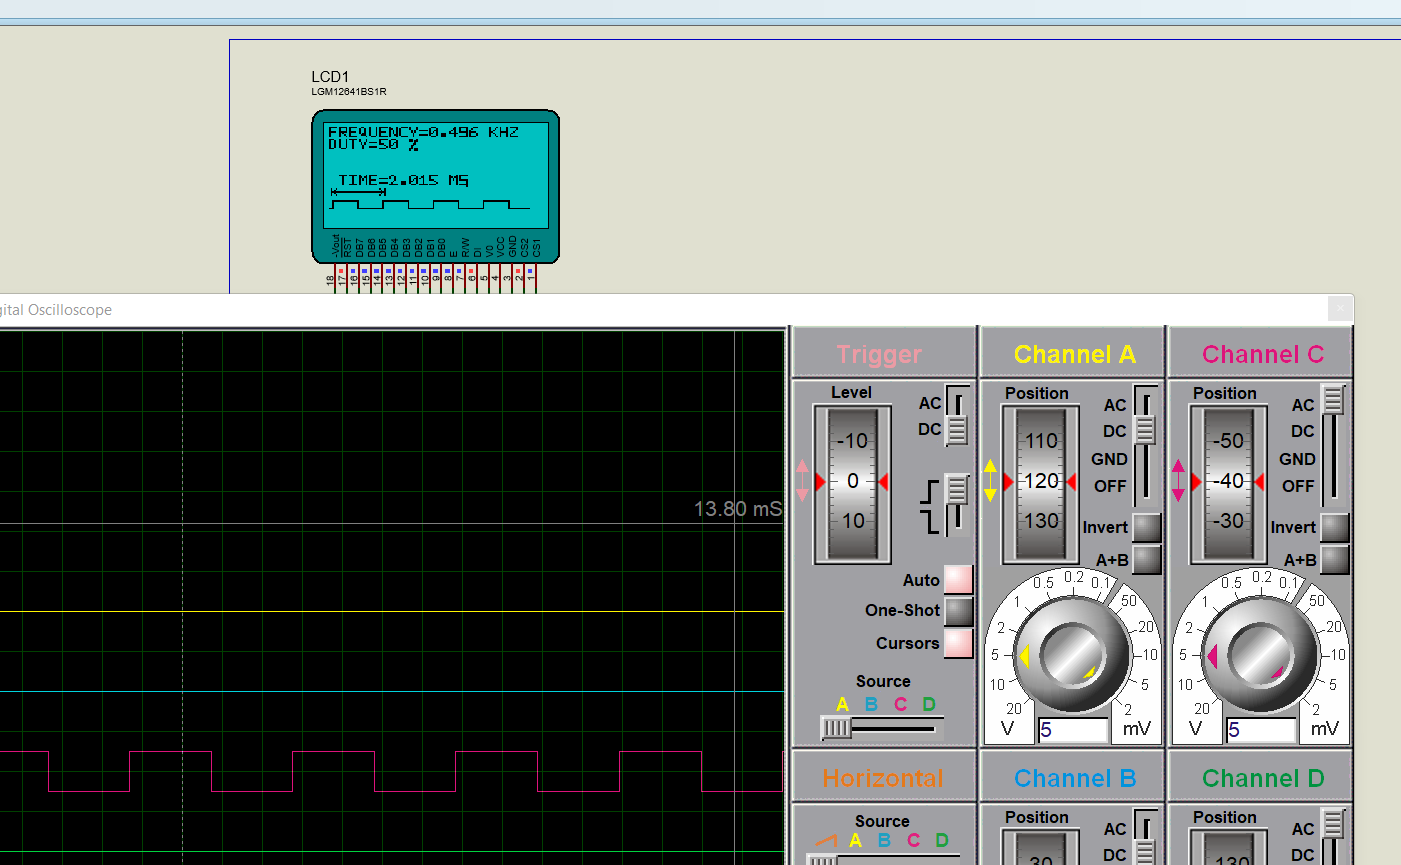 LCD1
LGM12641BS1R
FREQUENCY=0.496 KHZ
DUTY=50 %
TIME=2.015 MS
-Vout RST DB7 DB6 DB5 DB4 DB3 DB2 DB1 DB0 E R/W DI V0 VCC GND CS2 CS1
18 17 16 15 14 13 12 11 10 9 8 7 6 5 4 3 2 1
gital Oscilloscope
13.80 mS
Trigger
Level
AC
DC
-10
0
10
Auto
One-Shot
Cursors
Source
A B C D
Channel A
Position
AC
DC
GND
OFF
110
120
130
Invert
A+B
0.5 0.2 0.1
1 50
2 20
5 10
10 5
20 2
V 5 mV
Channel C
Position
AC
DC
GND
OFF
-50
-40
-30
Invert
A+B
0.5 0.2 0.1
1 50
2 20
5 10
10 5
20 2
V 5 mV
Horizontal
Source
A B C D
Channel B
Position
AC
DC
30
Channel D
Position
AC
DC
130